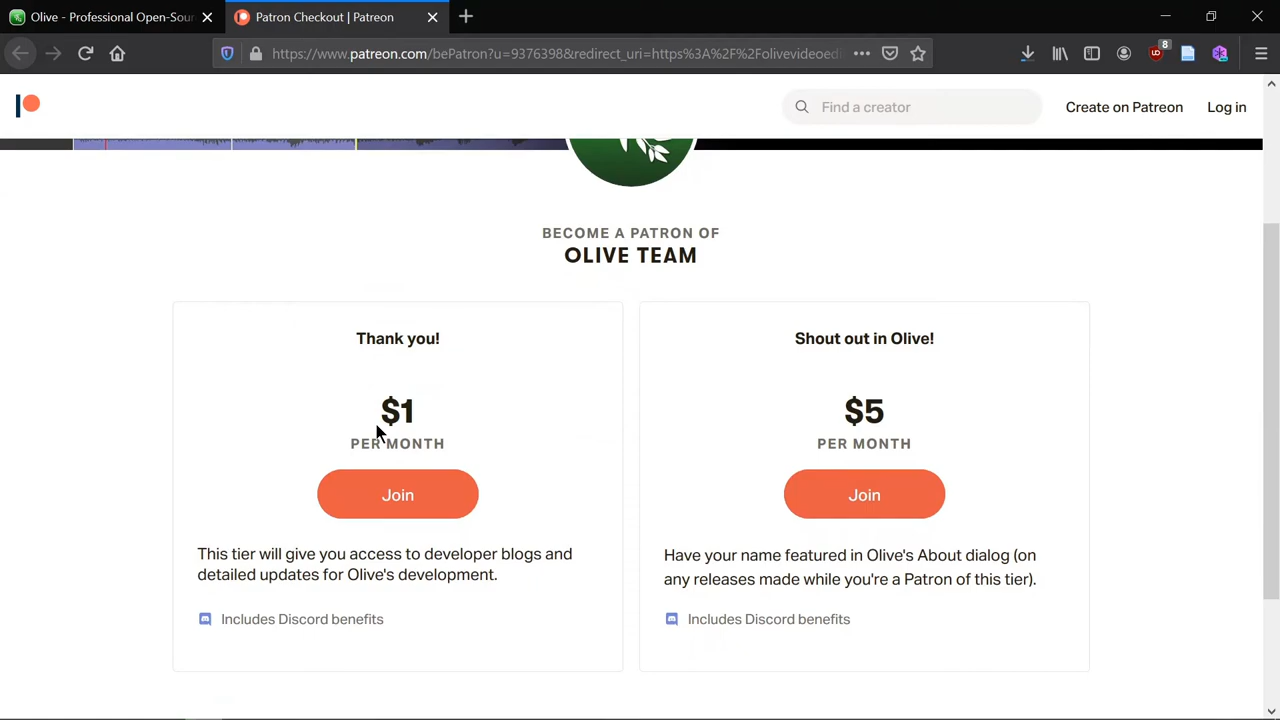 Olive - Professional Open-Sour
Patron Checkout | Patreon
https://www.patreon.com/bePatron?u=9376398&redirect_uri=https%3A%2F%2Folivevideoedi
8
Find a creator
Create on Patreon
Log in
BECOME A PATRON OF
OLIVE TEAM
Thank you!
$1
PER MONTH
Join
This tier will give you access to developer blogs and
detailed updates for Olive's development.
Includes Discord benefits
Shout out in Olive!
$5
PER MONTH
Join
Have your name featured in Olive's About dialog (on
any releases made while you're a Patron of this tier).
Includes Discord benefits